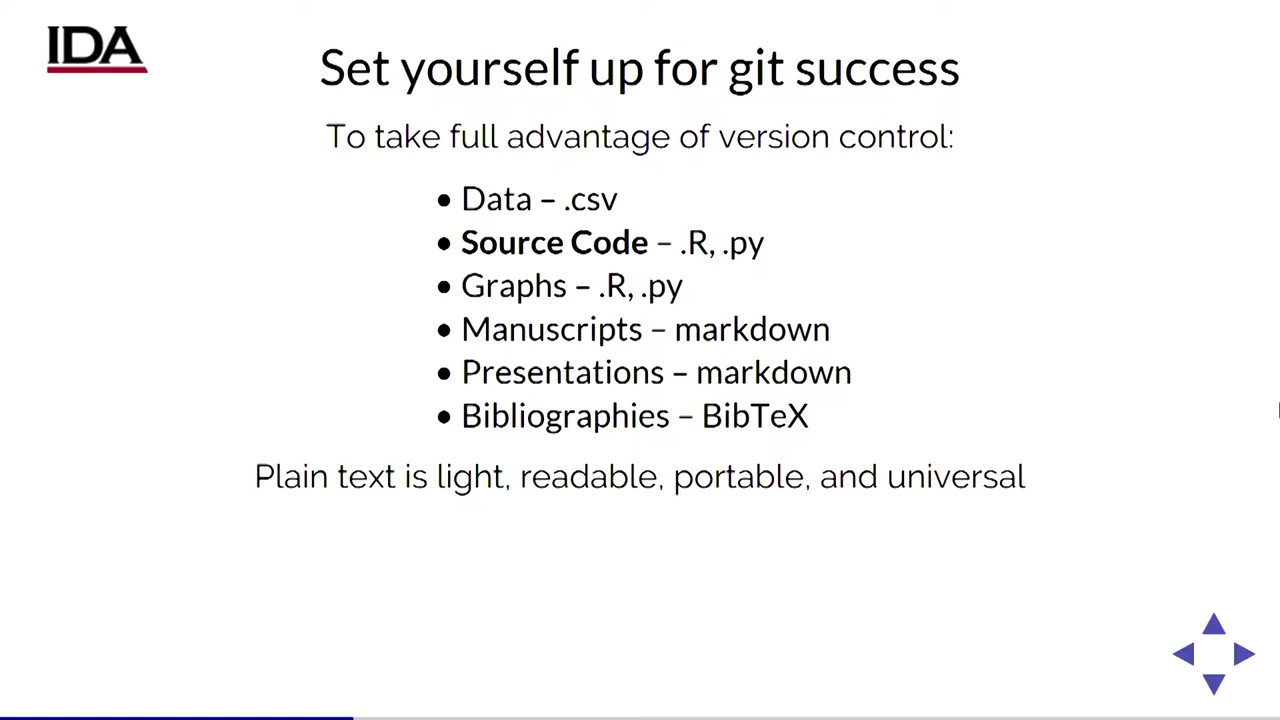 IDA
Set yourself up for git success
To take full advantage of version control:
• Data – .csv
• Source Code – .R, .py
• Graphs – .R, .py
• Manuscripts – markdown
• Presentations – markdown
• Bibliographies – BibTeX
Plain text is light, readable, portable, and universal